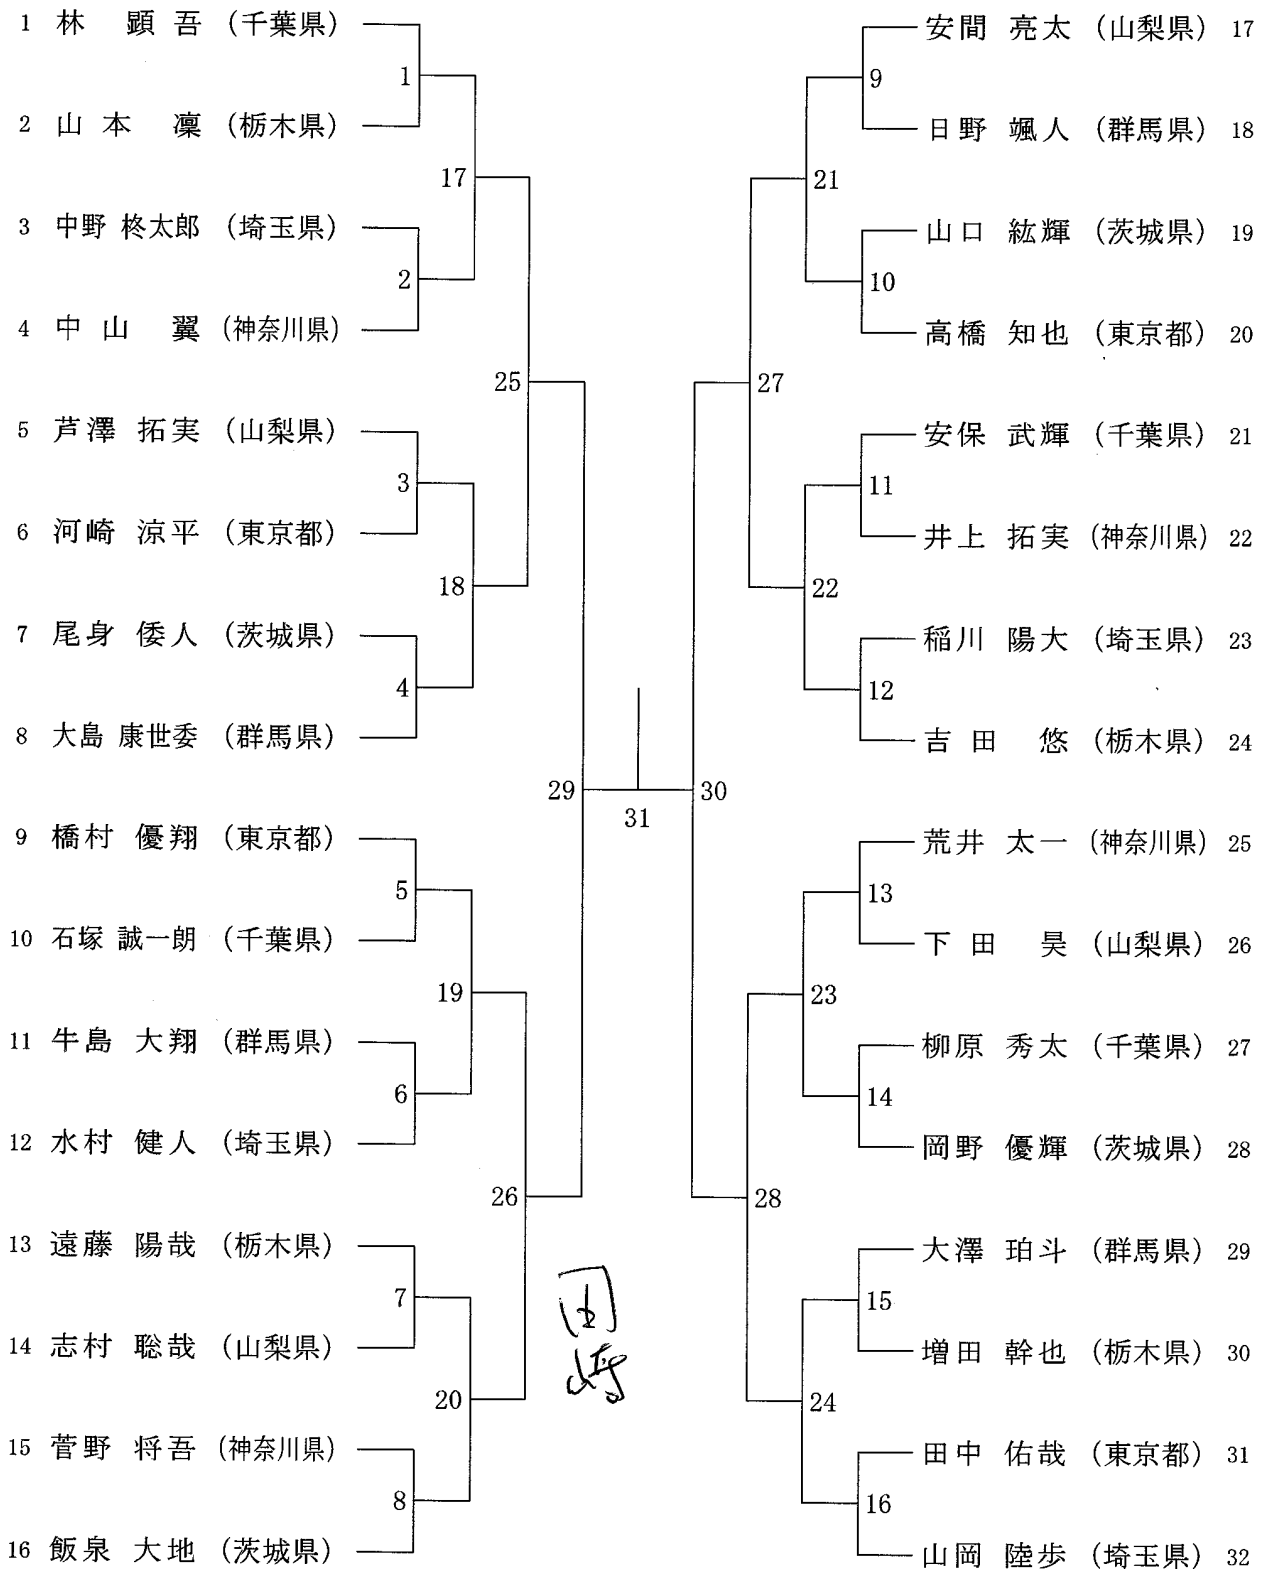 1 林 顕吾 (千葉県)
1
2 山本 凜 (栃木県)
17
3 中野 柊太郎 (埼玉県)
2
4 中山 翼 (神奈川県)
25
5 芦澤 拓実 (山梨県)
3
6 河崎 涼平 (東京都)
18
7 尾身 倭人 (茨城県)
4
8 大島 康世委 (群馬県)
29
9 橋村 優翔 (東京都)
5
10 石塚 誠一朗 (千葉県)
19
11 牛島 大翔 (群馬県)
6
12 水村 健人 (埼玉県)
26
13 遠藤 陽哉 (栃木県)
7
14 志村 聡哉 (山梨県)
20
15 菅野 将吾 (神奈川県)
8
16 飯泉 大地 (茨城県)
31
安間 亮太 (山梨県) 17
9
日野 颯人 (群馬県) 18
21
山口 紘輝 (茨城県) 19
10
高橋 知也 (東京都) 20
27
安保 武輝 (千葉県) 21
11
井上 拓実 (神奈川県) 22
22
稲川 陽大 (埼玉県) 23
12
吉田 悠 (栃木県) 24
30
荒井 太一 (神奈川県) 25
13
下田 昊 (山梨県) 26
23
柳原 秀太 (千葉県) 27
14
岡野 優輝 (茨城県) 28
28
大澤 珀斗 (群馬県) 29
15
増田 幹也 (栃木県) 30
24
田中 佑哉 (東京都) 31
16
山岡 陸歩 (埼玉県) 32